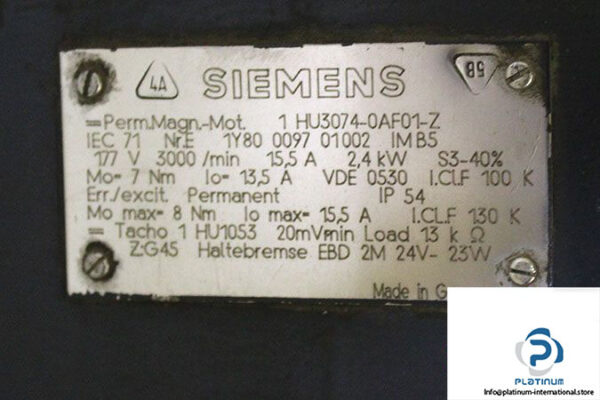 4A SIEMENS 5B
=Perm.Magn.-Mot. 1 HU3074-0AF01-Z
IEC 71 Nr.E 1Y80 0097 01 002 IM B5
177 V 3000 /min 15,5 A 2,4 kW S3-40%
Mo= 7 Nm Io= 13,5 A VDE 0530 I.Cl.F 100 K
Err./excit. Permanent IP 54
Mo max= 8 Nm Io max= 15,5 A I.Cl.F 130 K
= Tacho 1 HU1053 20mV/min Load 13 k Ω
Z:G45 Haltebremse EBD 2M 24V- 23W
Made in
PLATINUM
Info@platinum-international.store